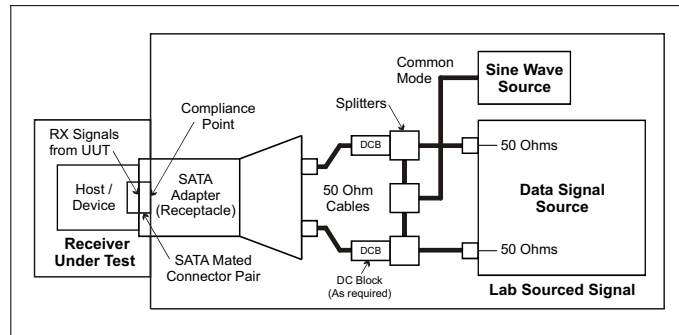 Common
Mode
Sine Wave
Source
Splitters
Compliance
Point
RX Signals
from UUT
DCB
50 Ohms
Host /
Device
SATA
Adapter
(Receptacle)
50 Ohm
Cables
Data Signal
Source
Receiver
Under Test
SATA Mated
Connector Pair
DCB
50 Ohms
DC Block
(As required)
Lab Sourced Signal